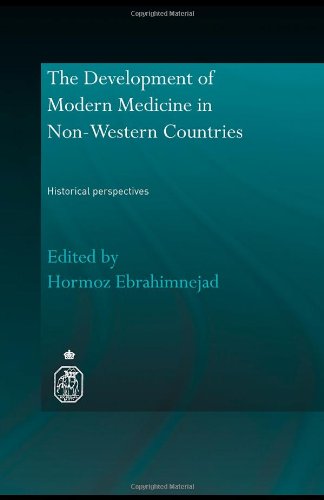 The Development of
Modern Medicine in
Non-Western Countries
Historical perspectives
Edited by
Hormoz Ebrahimnejad